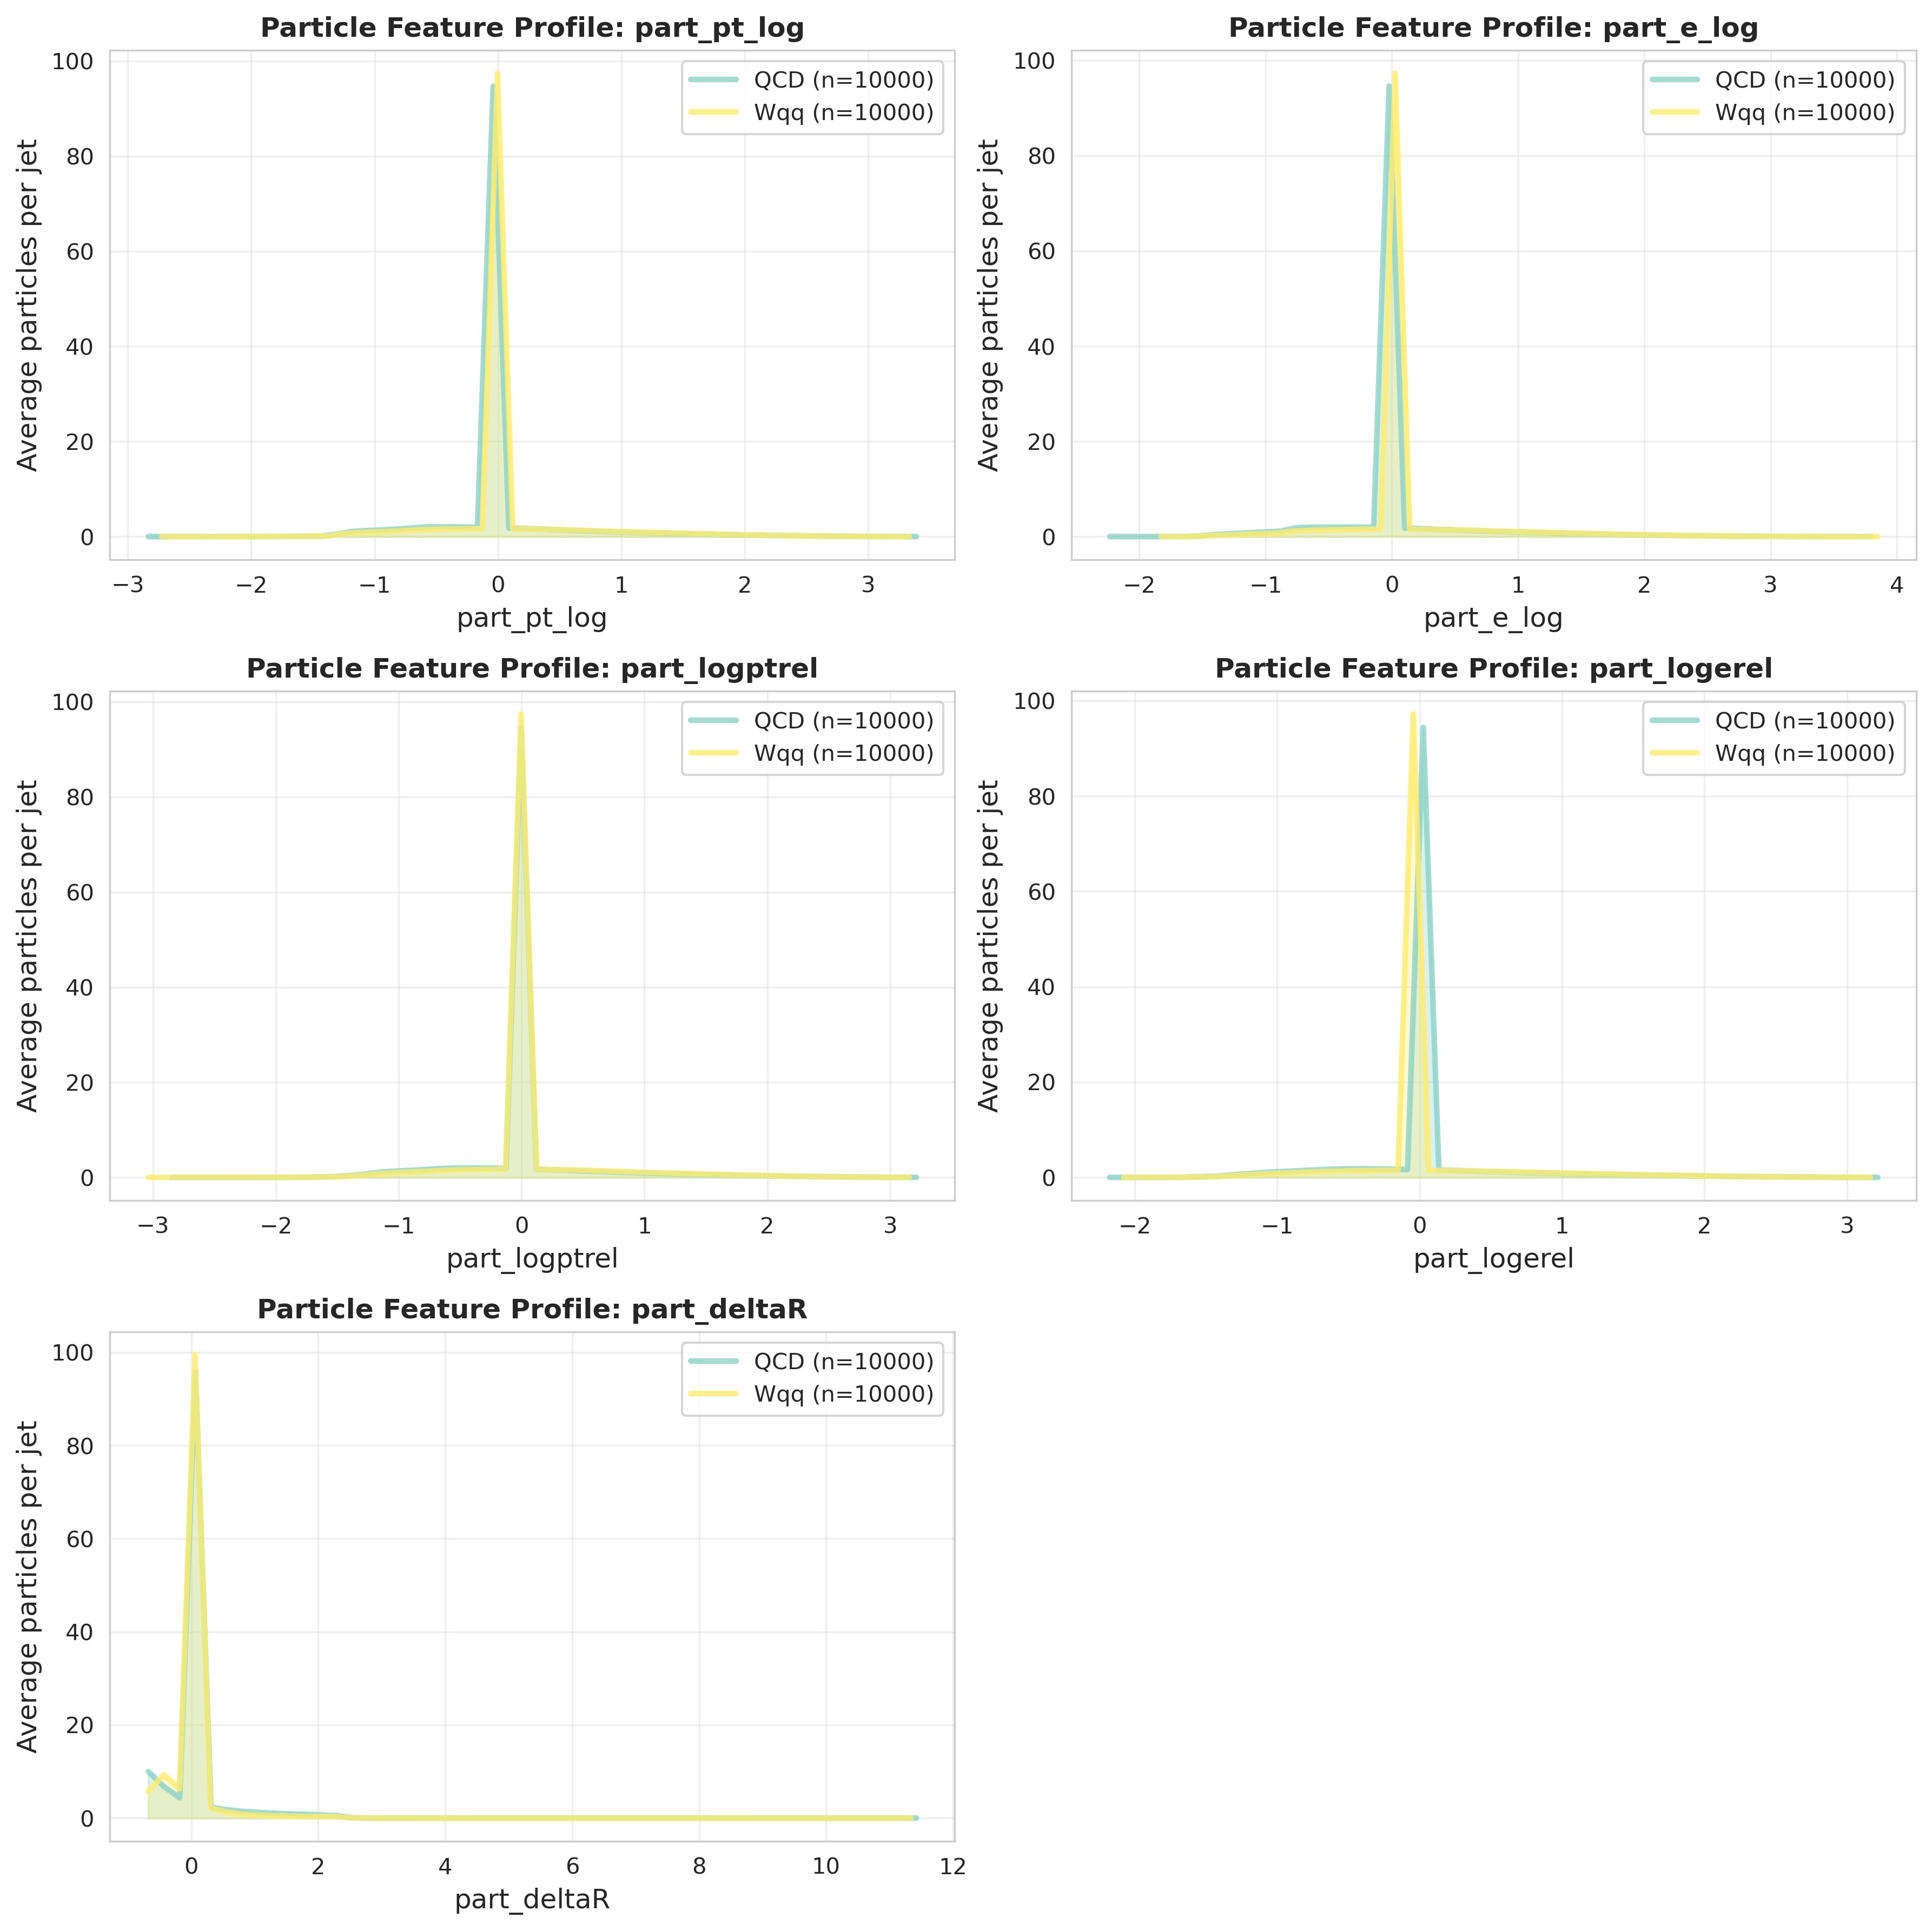 Particle Feature Profile: part_pt_log
Average particles per jet
100
80
60
40
20
0
QCD (n=10000)
Wqq (n=10000)
−3 −2 −1 0 1 2 3
part_pt_log
Particle Feature Profile: part_e_log
Average particles per jet
100
80
60
40
20
0
QCD (n=10000)
Wqq (n=10000)
−2 −1 0 1 2 3 4
part_e_log
Particle Feature Profile: part_logptrel
Average particles per jet
100
80
60
40
20
0
QCD (n=10000)
Wqq (n=10000)
−3 −2 −1 0 1 2 3
part_logptrel
Particle Feature Profile: part_logerel
Average particles per jet
100
80
60
40
20
0
QCD (n=10000)
Wqq (n=10000)
−2 −1 0 1 2 3
part_logerel
Particle Feature Profile: part_deltaR
Average particles per jet
100
80
60
40
20
0
QCD (n=10000)
Wqq (n=10000)
0 2 4 6 8 10 12
part_deltaR